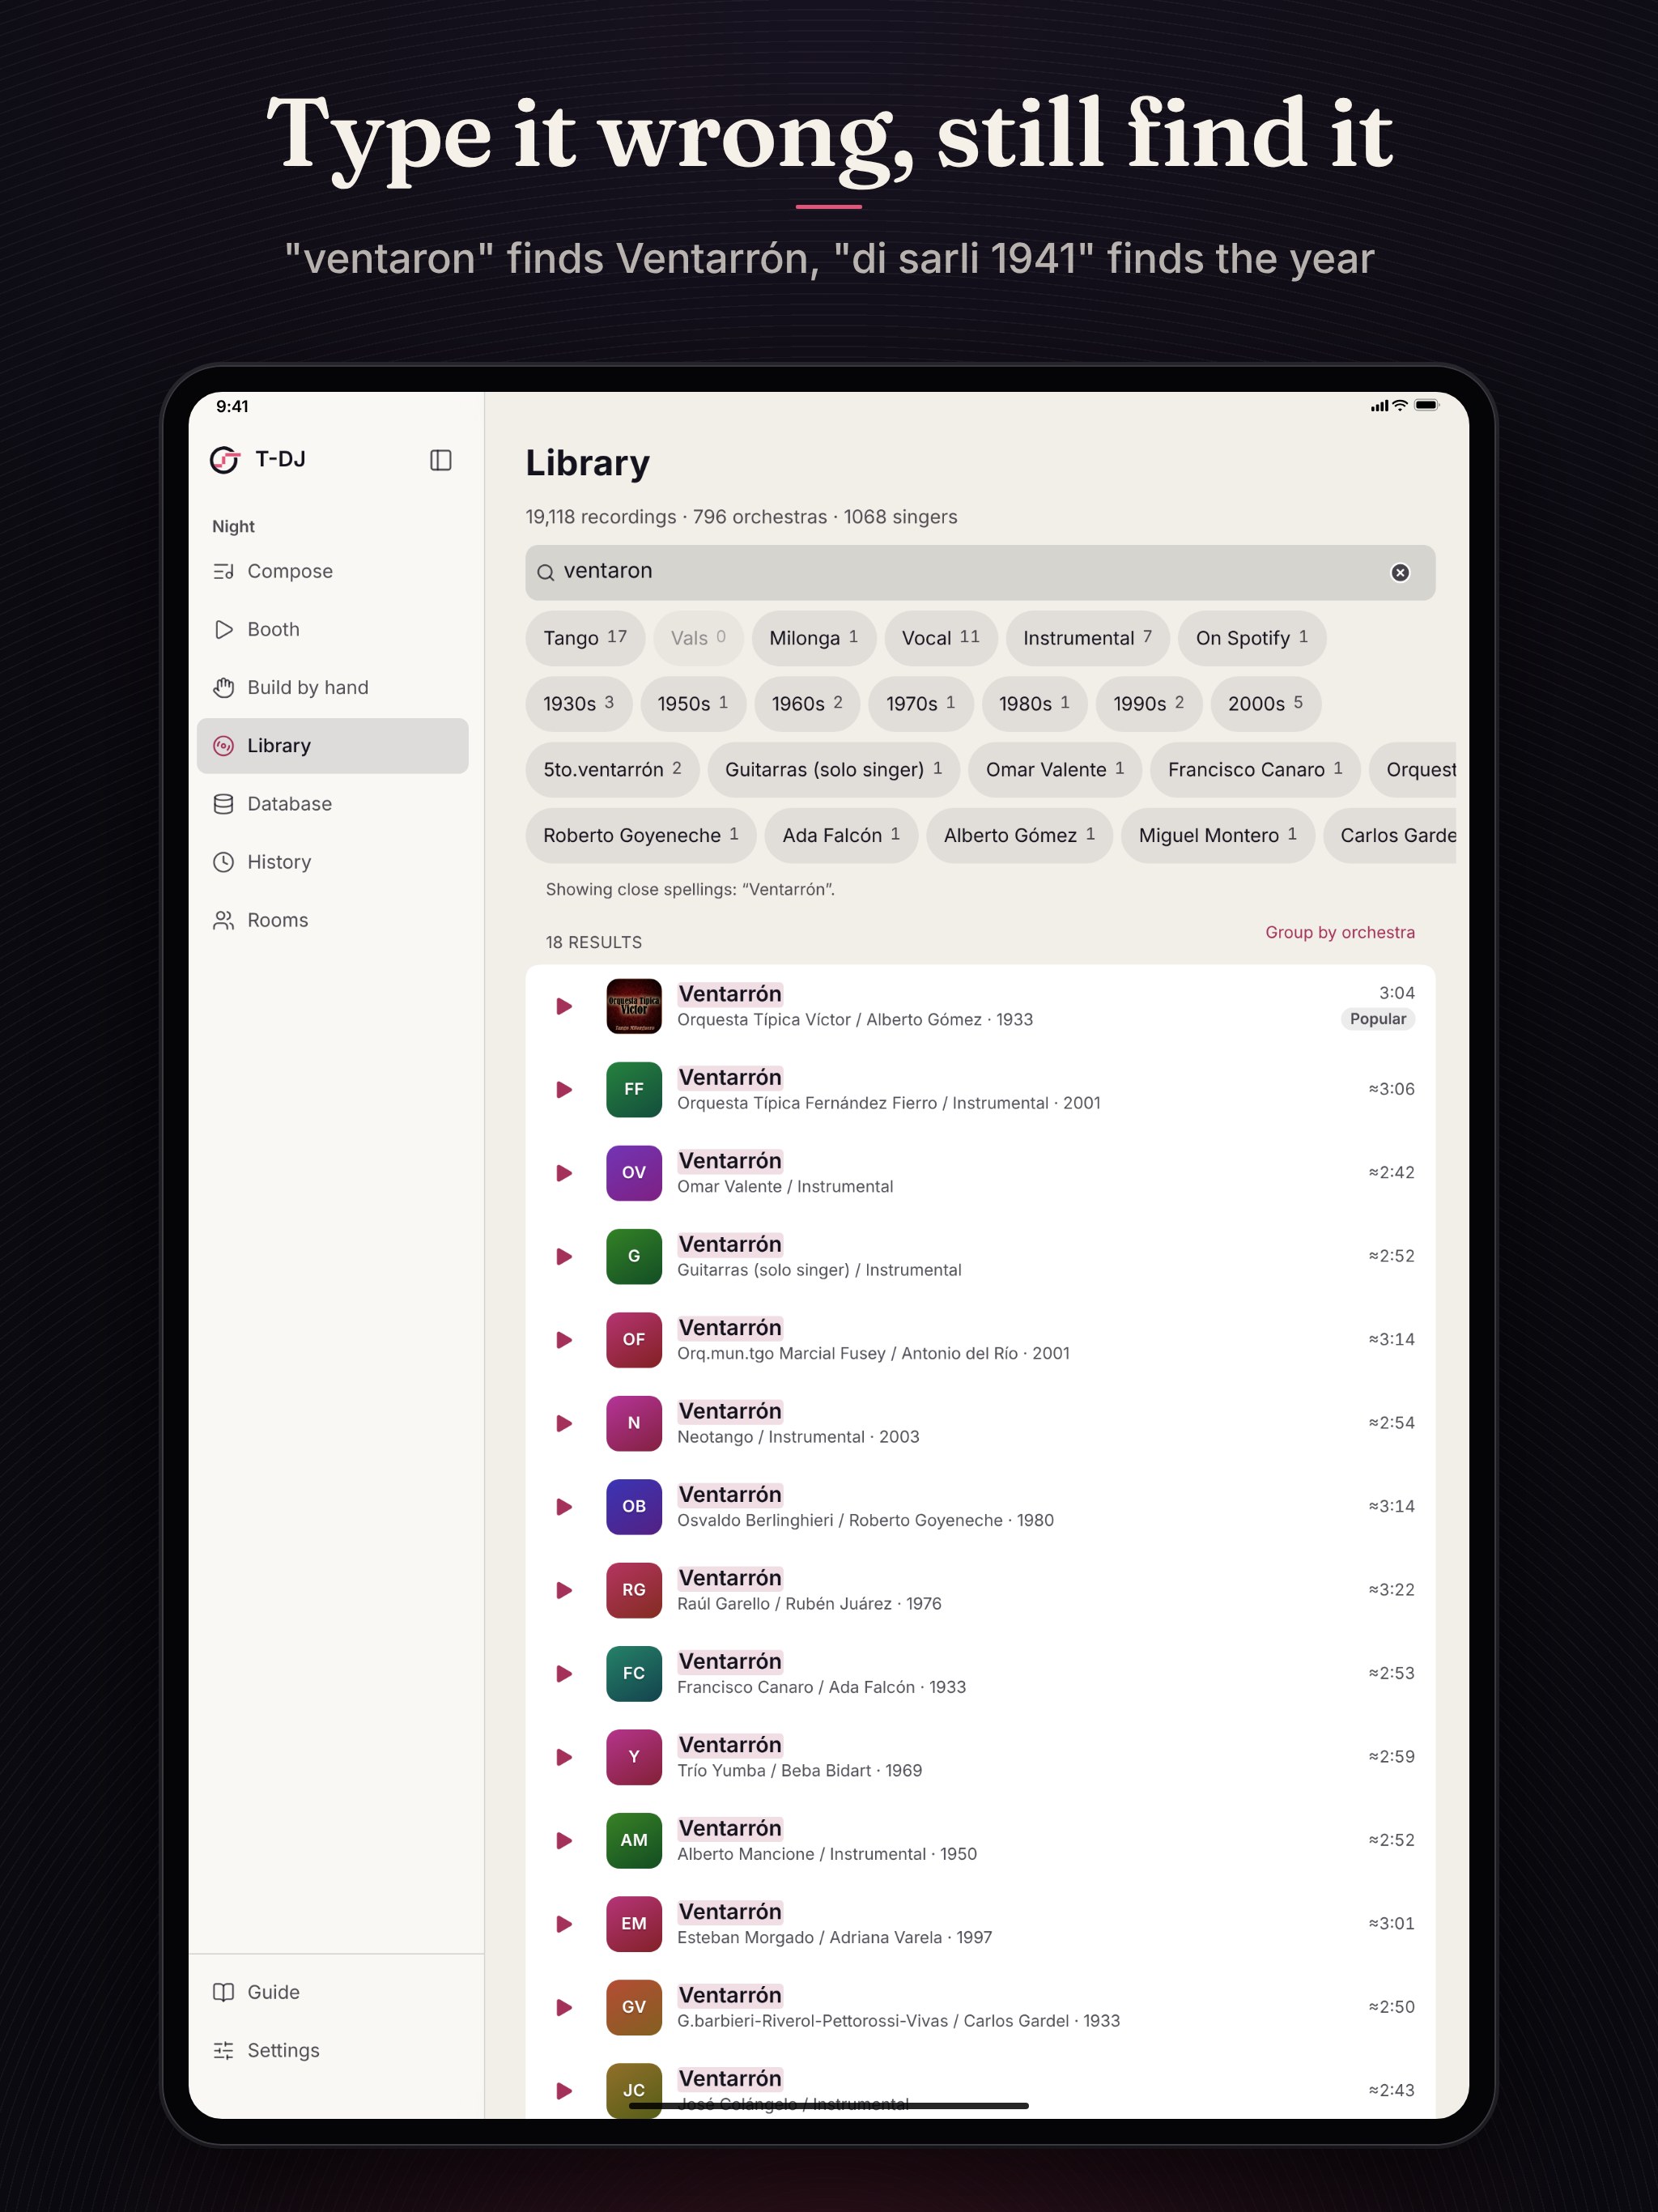 Type it wrong, still find it
"ventaron" finds Ventarrón, "di sarli 1941" finds the year
9:41
T-DJ
Night
Compose
Booth
Build by hand
Library
Database
History
Rooms
Guide
Settings
Library
19,118 recordings · 796 orchestras · 1068 singers
ventaron
Tango 17 Vals 0 Milonga 1 Vocal 11 Instrumental 7 On Spotify 1
1930s 3 1950s 1 1960s 2 1970s 1 1980s 1 1990s 2 2000s 5
5to.ventarrón 2 Guitarras (solo singer) 1 Omar Valente 1 Francisco Canaro 1 Orquest
Roberto Goyeneche 1 Ada Falcón 1 Alberto Gómez 1 Miguel Montero 1 Carlos Garde
Showing close spellings: “Ventarrón”.
18 RESULTS
Group by orchestra
Orquesta Típica
Victor
Ventarrón
Orquesta Típica Víctor / Alberto Gómez · 1933
3:04
Popular
FF
Ventarrón
Orquesta Típica Fernández Fierro / Instrumental · 2001
≈3:06
OV
Ventarrón
Omar Valente / Instrumental
≈2:42
G
Ventarrón
Guitarras (solo singer) / Instrumental
≈2:52
OF
Ventarrón
Orq.mun.tgo Marcial Fusey / Antonio del Río · 2001
≈3:14
N
Ventarrón
Neotango / Instrumental · 2003
≈2:54
OB
Ventarrón
Osvaldo Berlinghieri / Roberto Goyeneche · 1980
≈3:14
RG
Ventarrón
Raúl Garello / Rubén Juárez · 1976
≈3:22
FC
Ventarrón
Francisco Canaro / Ada Falcón · 1933
≈2:53
Y
Ventarrón
Trío Yumba / Beba Bidart · 1969
≈2:59
AM
Ventarrón
Alberto Mancione / Instrumental · 1950
≈2:52
EM
Ventarrón
Esteban Morgado / Adriana Varela · 1997
≈3:01
GV
Ventarrón
G.barbieri-Riverol-Pettorossi-Vivas / Carlos Gardel · 1933
≈2:50
JC
Ventarrón
José Colángelo / Instrumental
≈2:43